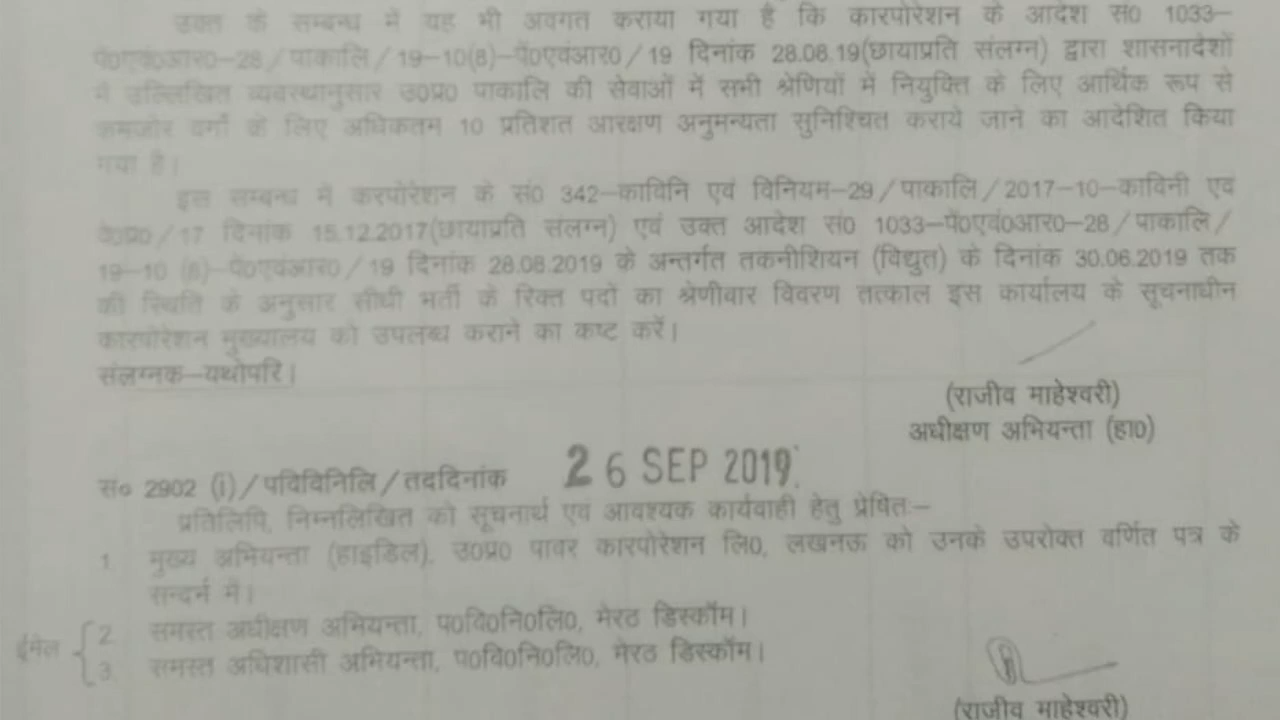 उक्त के सम्बन्ध में यह भी अवगत कराया गया है कि कारपोरेशन के आदेश सं0 1033–
पे0एवं0आर0–28 / पाकालि / 19–10(8)–पे0एवंआर0 / 19 दिनांक 28.08.19(छायाप्रति संलग्न) द्वारा शासनादेशों
में उल्लिखित व्यवस्थानुसार उ0प्र0 पाकालि की सेवाओं में सभी श्रेणियों में नियुक्ति के लिए आर्थिक रूप से
कमजोर वर्गों के लिए अधिकतम 10 प्रतिशत आरक्षण अनुमन्यता सुनिश्चित कराये जाने का आदेशित किया
गया है।
इस सम्बन्ध में करपोरेशन के सं0 342–काविनि एवं विनियम–29 / पाकालि / 2017–10–काविनी एवं
वे0प्र0 / 17 दिनांक 15.12.2017(छायाप्रति संलग्न) एवं उक्त आदेश सं0 1033–पे0एवं0आर0–28 / पाकालि /
19–10 (8)–पे0एवंआर0 / 19 दिनांक 28.08.2019 के अन्तर्गत तकनीशियन (विद्युत) के दिनांक 30.06.2019 तक
की स्थिति के अनुसार सीधी भर्ती के रिक्त पदों का श्रेणीवार विवरण तत्काल इस कार्यालय के सूचनाधीन
कारपोरेशन मुख्यालय को उपलब्ध कराने का कष्ट करें।
संलग्नक–यथोपरि।
(राजीव माहेश्वरी)
अधीक्षण अभियन्ता (हा0)
सं० 2902 (i) / पविविनिलि / तददिनांक 26 SEP 2019
प्रतिलिपि, निम्नलिखित को सूचनार्थ एवं आवश्यक कार्यवाही हेतु प्रेषितः–
1. मुख्य अभियन्ता (हाइडिल), उ0प्र0 पावर कारपोरेशन लि0, लखनऊ को उनके उपरोक्त वर्णित पत्र के
सन्दर्भ में।
ईमेल
2. समस्त अधीक्षण अभियन्ता, प0वि0नि0लि0, मेरठ डिस्कॉम।
3. समस्त अधिशासी अभियन्ता, प0वि0नि0लि0, मेरठ डिस्कॉम।
(राजीव माहेश्वरी)